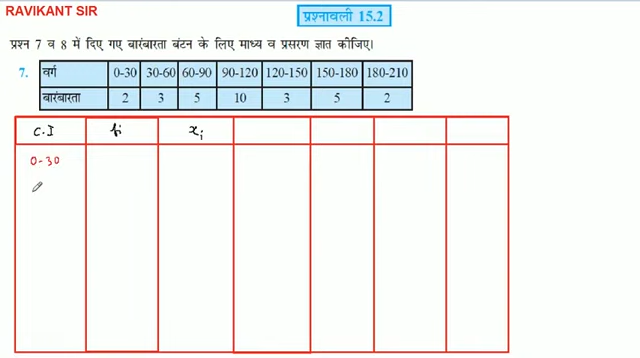 RAVIKANT SIR
प्रश्नावली 15.2
प्रश्न 7 व 8 में दिए गए बारंबारता बंटन के लिए माध्य व प्रसरण ज्ञात कीजिए।
7. वर्ग 0-30 30-60 60-90 90-120 120-150 150-180 180-210
बारंबारता 2 3 5 10 3 5 2
C.I fi xi
0-30